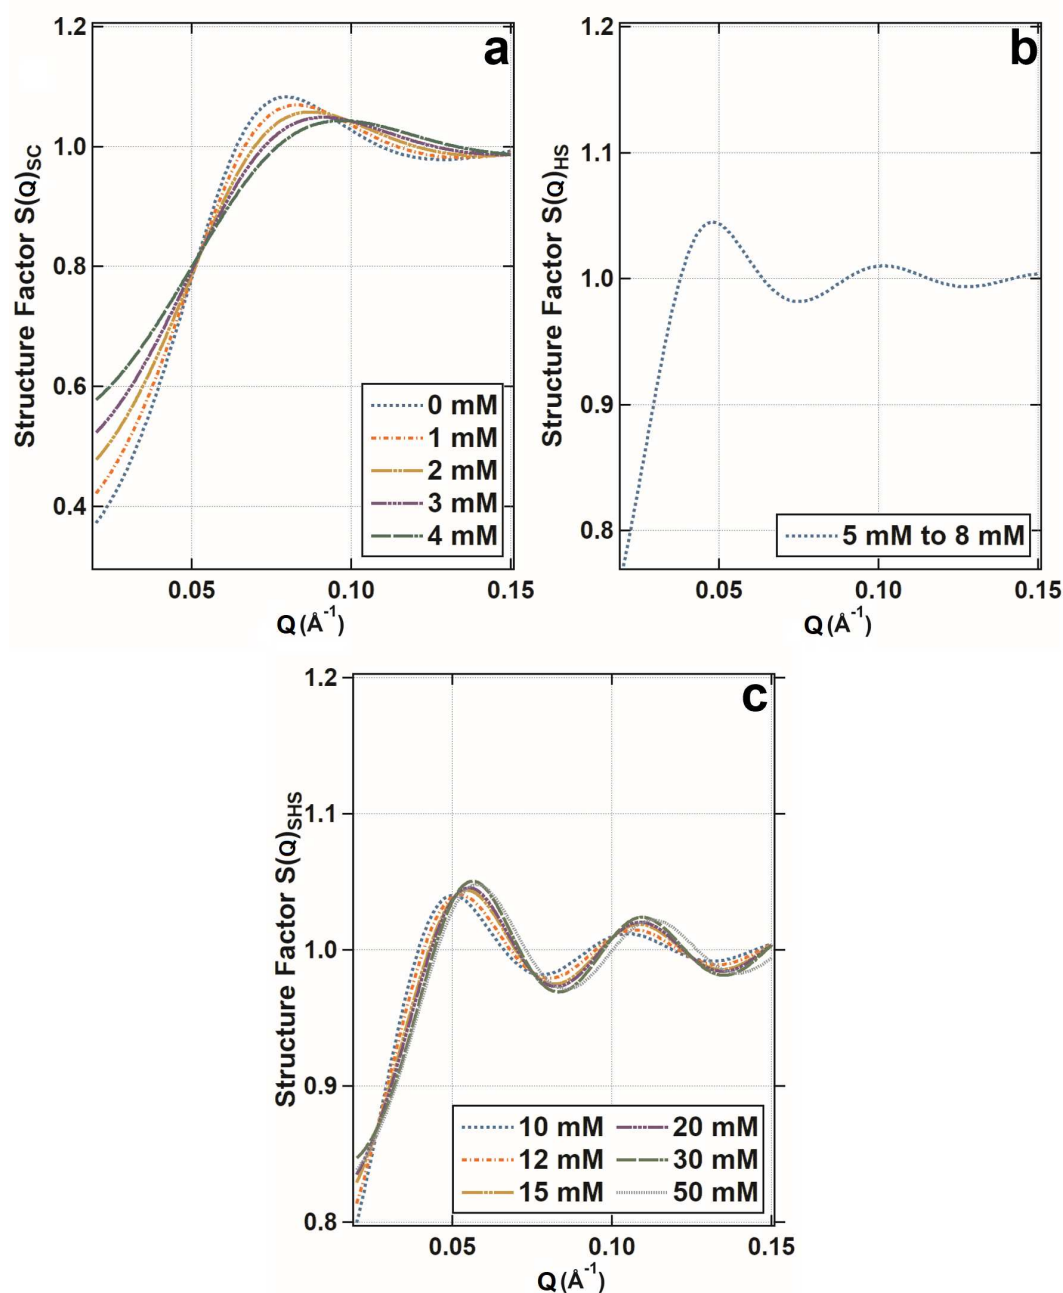 a
1.2
1.0
0.8
0.6
0.4
Structure Factor S(Q)SC
0 mM
1 mM
2 mM
3 mM
4 mM
0.05 0.10 0.15
Q (Å-1)
b
1.2
1.1
1.0
0.9
0.8
Structure Factor S(Q)HS
5 mM to 8 mM
0.05 0.10 0.15
Q (Å-1)
c
1.2
1.1
1.0
0.9
0.8
Structure Factor S(Q)SHS
10 mM 20 mM
12 mM 30 mM
15 mM 50 mM
0.05 0.10 0.15
Q (Å-1)